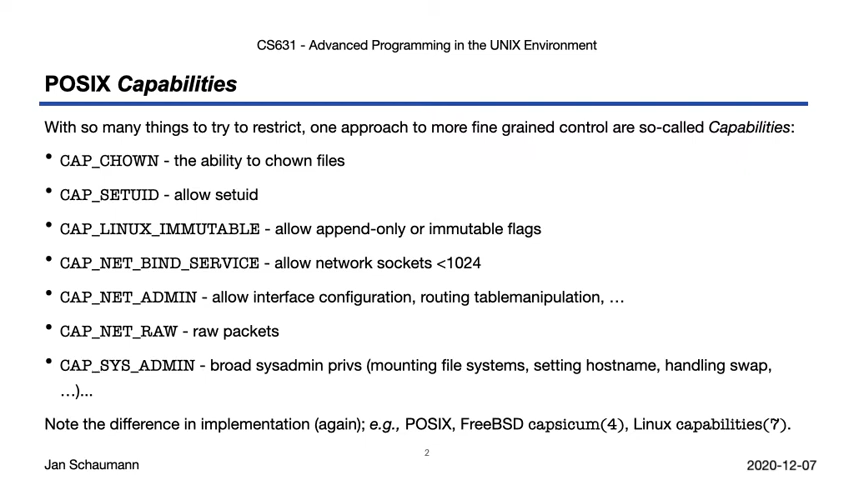 CS631 - Advanced Programming in the UNIX Environment
POSIX Capabilities
With so many things to try to restrict, one approach to more fine grained control are so-called Capabilities:
• CAP_CHOWN - the ability to chown files
• CAP_SETUID - allow setuid
• CAP_LINUX_IMMUTABLE - allow append-only or immutable flags
• CAP_NET_BIND_SERVICE - allow network sockets <1024
• CAP_NET_ADMIN - allow interface configuration, routing tablemanipulation, …
• CAP_NET_RAW - raw packets
• CAP_SYS_ADMIN - broad sysadmin privs (mounting file systems, setting hostname, handling swap,
…)...
Note the difference in implementation (again); e.g., POSIX, FreeBSD capsicum(4), Linux capabilities(7).
2
Jan Schaumann
2020-12-07